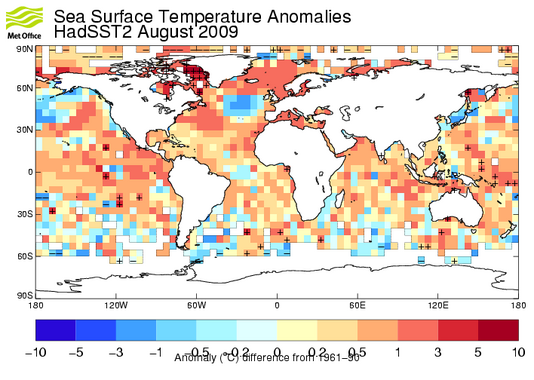 Met Office
Sea Surface Temperature Anomalies
HadSST2 August 2009
90N
60N
30N
0
30S
60S
90S
180 120W 60W 0 60E 120E 180
−10 −5 −3 −1 −0.5 −0.2 0 0.2 0.5 1 3 5 10
Anomaly (°C) difference from 1961−90